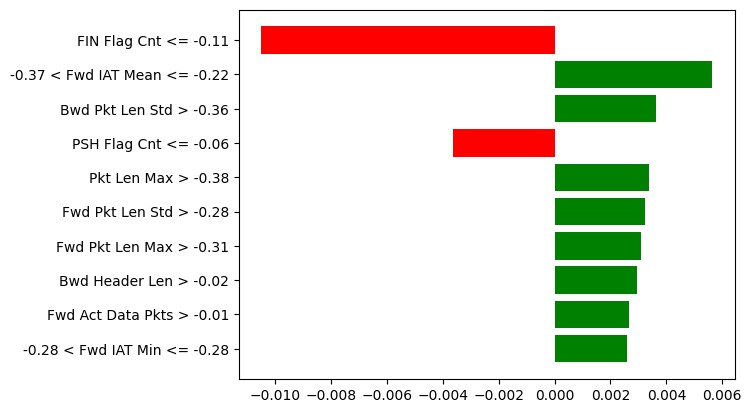 FIN Flag Cnt <= -0.11
-0.37 < Fwd IAT Mean <= -0.22
Bwd Pkt Len Std > -0.36
PSH Flag Cnt <= -0.06
Pkt Len Max > -0.38
Fwd Pkt Len Std > -0.28
Fwd Pkt Len Max > -0.31
Bwd Header Len > -0.02
Fwd Act Data Pkts > -0.01
-0.28 < Fwd IAT Min <= -0.28
−0.010 −0.008 −0.006 −0.004 −0.002 0.000 0.002 0.004 0.006